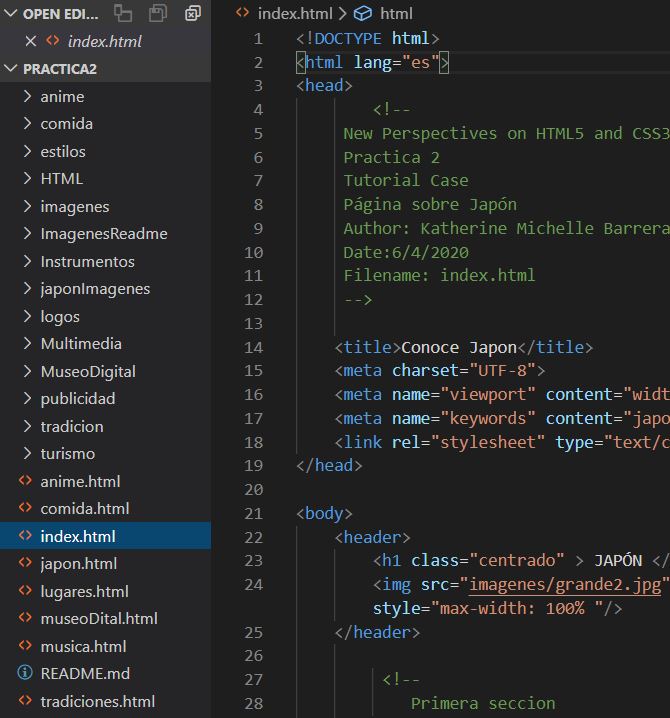 OPEN EDI...
index.html
PRACTICA2
anime
comida
estilos
HTML
imagenes
ImagenesReadme
Instrumentos
japonImagenes
logos
Multimedia
MuseoDigital
publicidad
tradicion
turismo
anime.html
comida.html
index.html
japon.html
lugares.html
museoDital.html
musica.html
README.md
tradiciones.html
index.html > html
1 <!DOCTYPE html>
2 <html lang="es">
3 <head>
4 <!--
5 New Perspectives on HTML5 and CSS3
6 Practica 2
7 Tutorial Case
8 Página sobre Japón
9 Author: Katherine Michelle Barrera
10 Date:6/4/2020
11 Filename: index.html
12 -->
13
14 <title>Conoce Japon</title>
15 <meta charset="UTF-8">
16 <meta name="viewport" content="widt
17 <meta name="keywords" content="japo
18 <link rel="stylesheet" type="text/c
19 </head>
20
21 <body>
22 <header>
23 <h1 class="centrado" > JAPÓN </
24 <img src="imagenes/grande2.jpg"
style="max-width: 100% "/>
25 </header>
26
27 <!--
28 Primera seccion